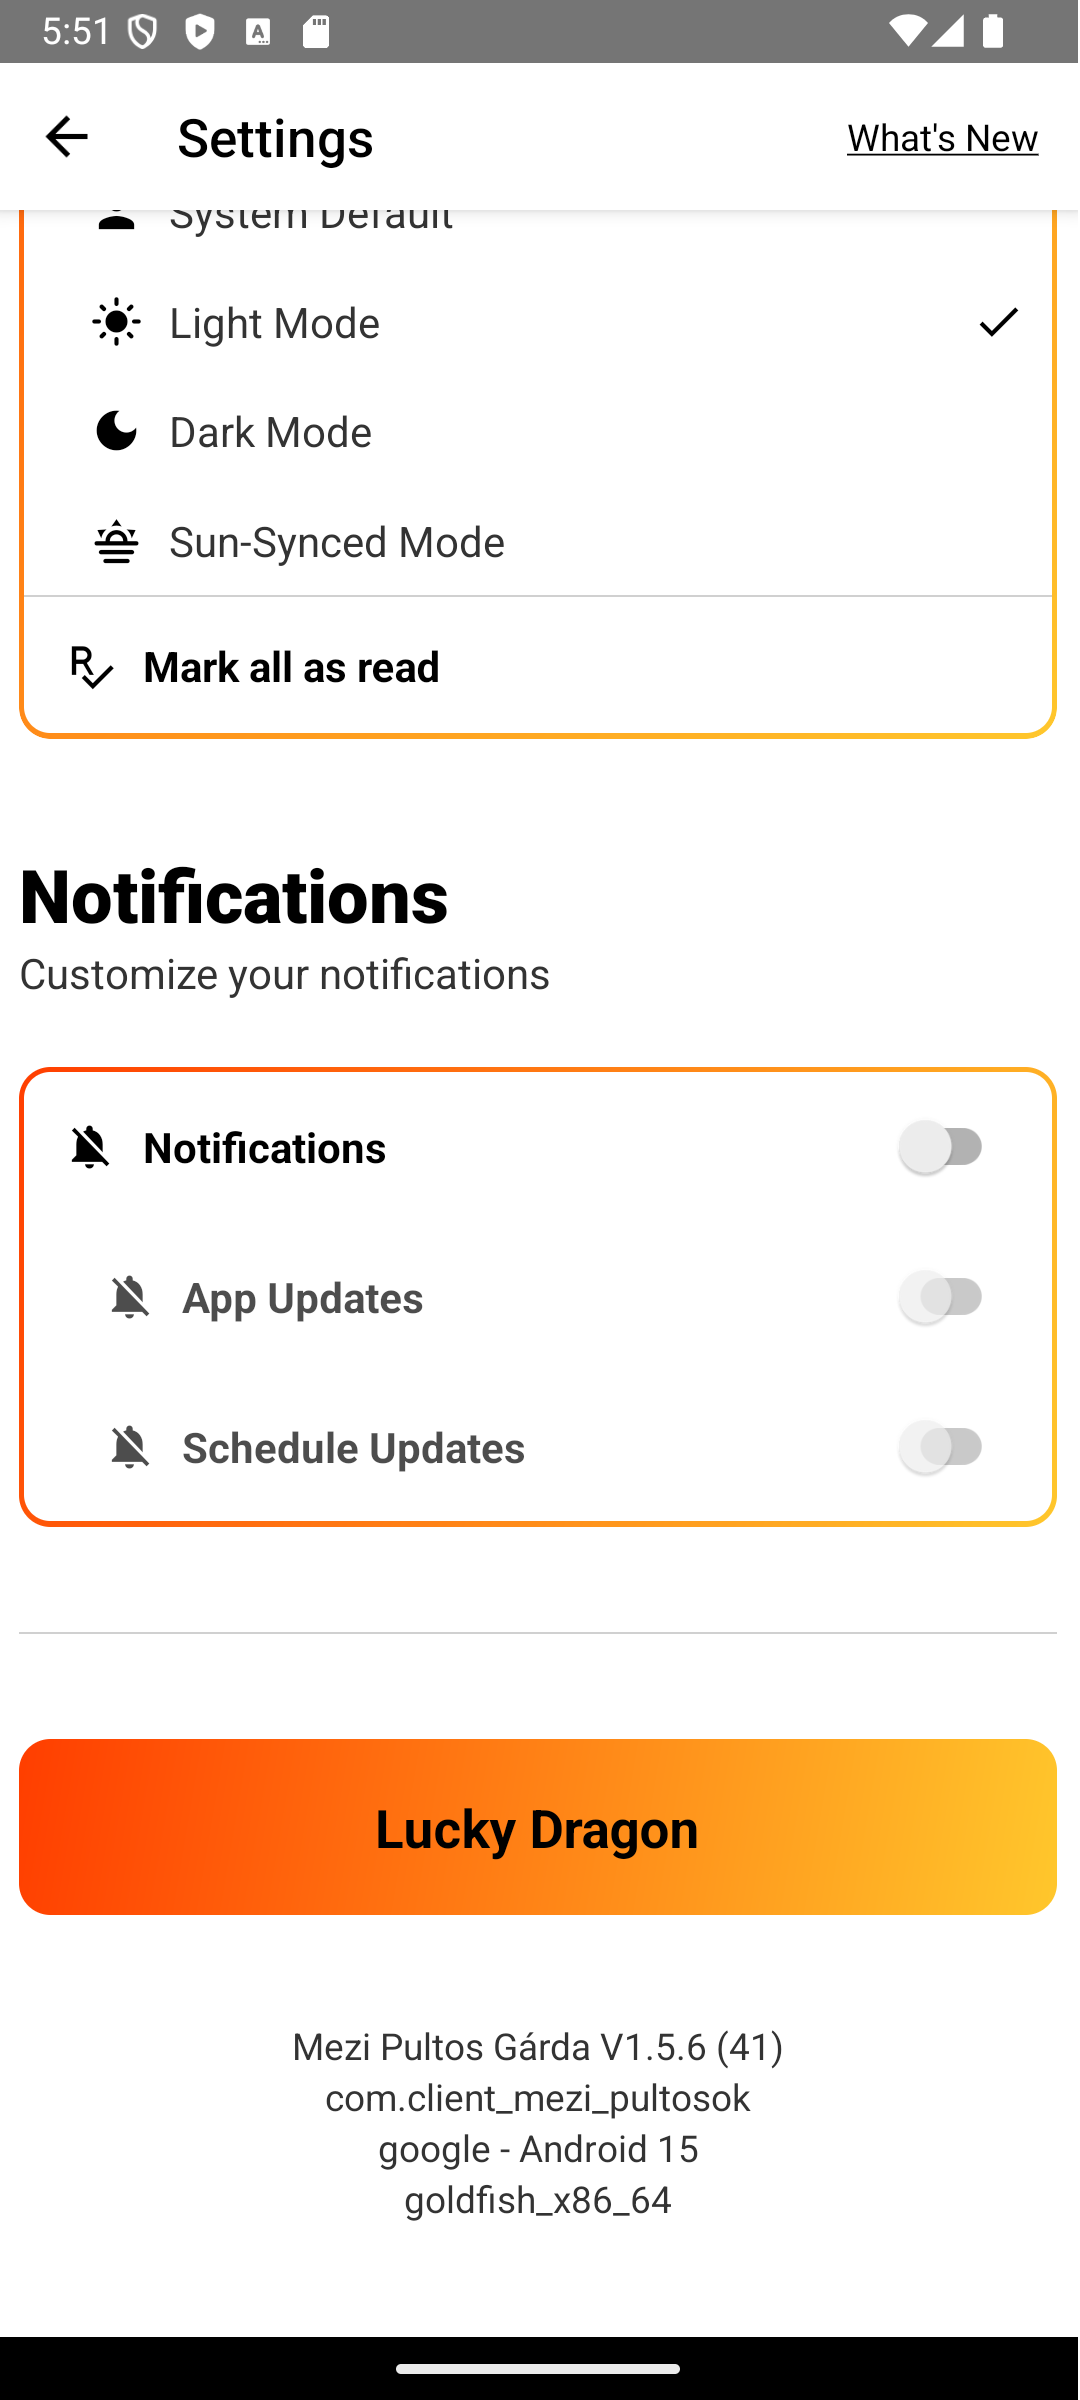 5:51
Settings
What's New
System Default
Light Mode
Dark Mode
Sun-Synced Mode
Mark all as read
Notifications
Customize your notifications
Notifications
App Updates
Schedule Updates
Lucky Dragon
Mezi Pultos Gárda V1.5.6 (41)
com.client_mezi_pultosok
google - Android 15
goldfish_x86_64